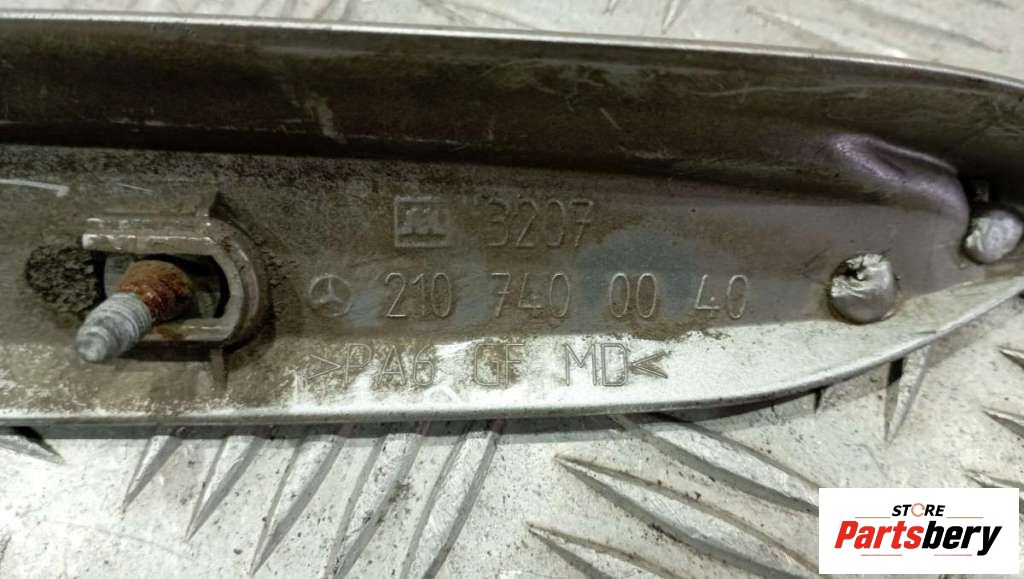 3207
210 740 00 40
>PA6 GF MD<
STORE
Partsbery